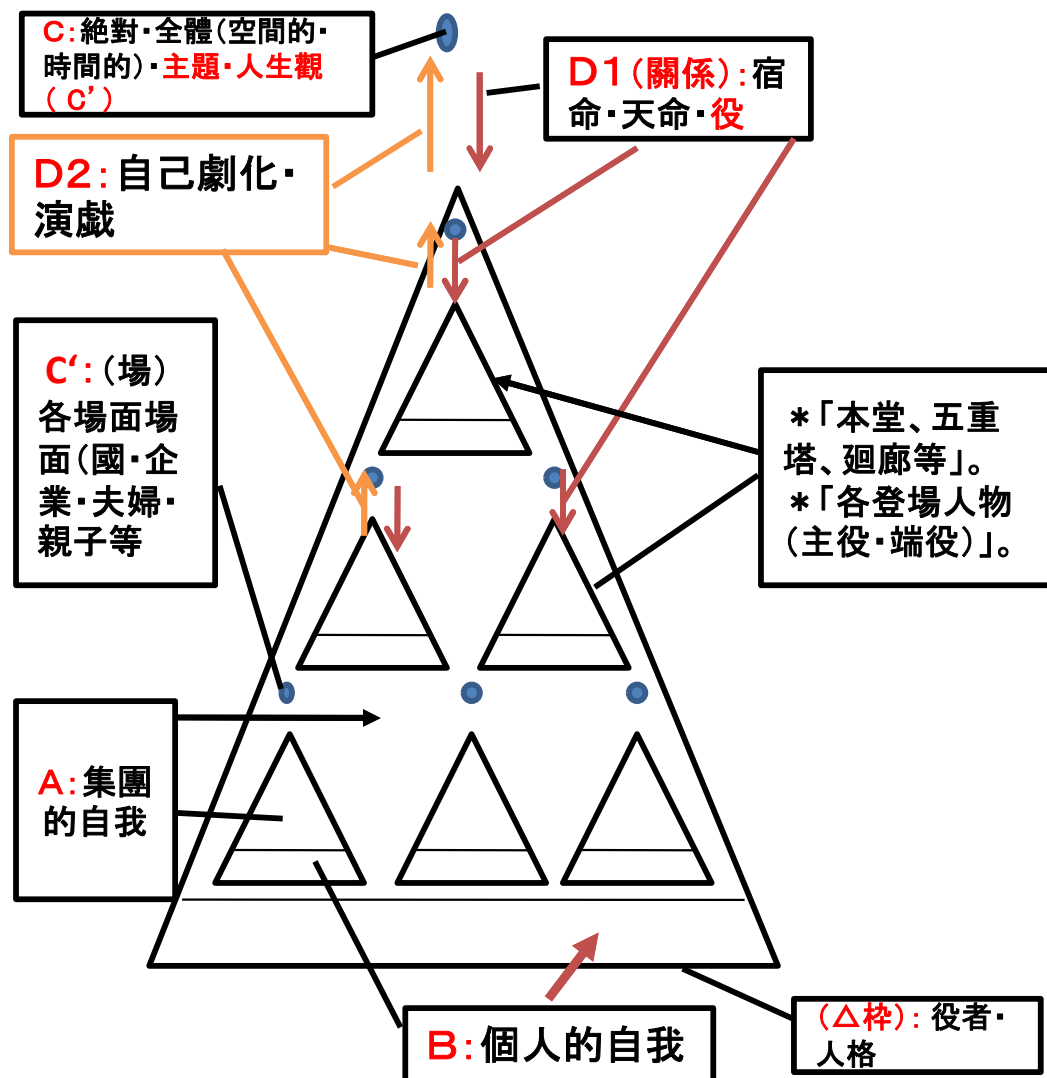 C:絶對・全體(空間的・
時間的)・主題・人生觀
(C’)
D1(關係):宿
命・天命・役
D2:自己劇化・
演戯
C‘:(場)
各場面場
面(國・企
業・夫婦・
親子等
*「本堂、五重
塔、廻廊等」。
*「各登場人物
(主役・端役)」。
A:集團
的自我
B:個人的自我
(△枠):役者・
人格